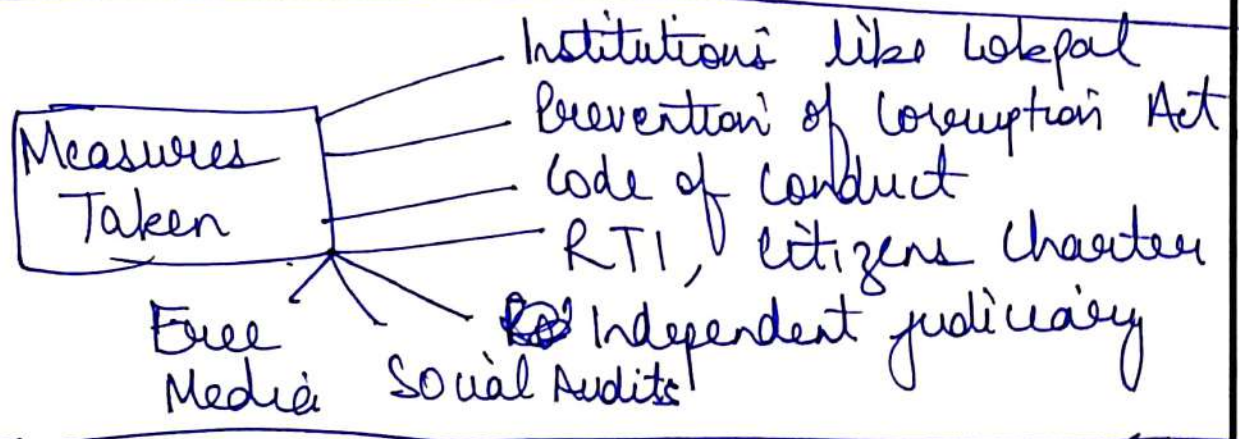 Institutions like Lokpal
Prevention of Corruption Act
Measures
Taken
Code of Conduct
RTI, Citizens Charter
Independent judiciary
Free
Media
Social Audits